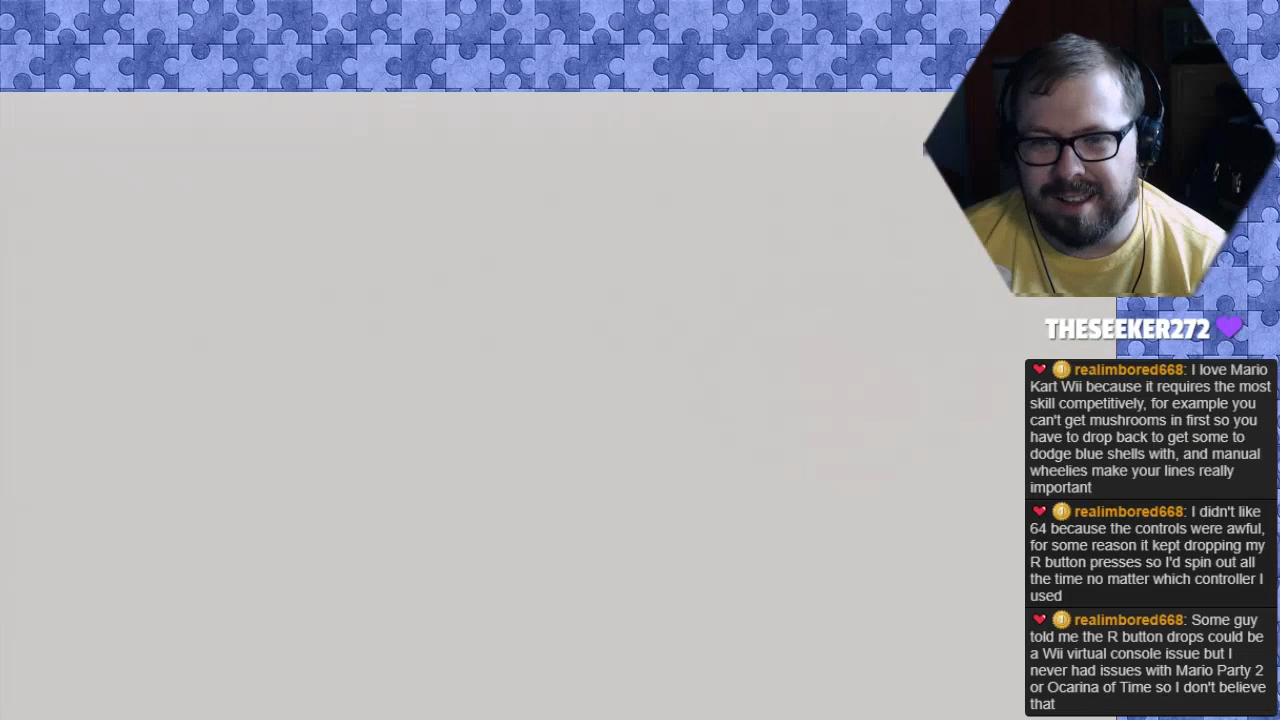 THESEEKER272
realimbored668: I love Mario
Kart Wii because it requires the most
skill competitively, for example you
can't get mushrooms in first so you
have to drop back to get some to
dodge blue shells with, and manual
wheelies make your lines really
important
realimbored668: I didn't like
64 because the controls were awful,
for some reason it kept dropping my
R button presses so I'd spin out all
the time no matter which controller I
used
realimbored668: Some guy
told me the R button drops could be
a Wii virtual console issue but I
never had issues with Mario Party 2
or Ocarina of Time so I don't believe
that